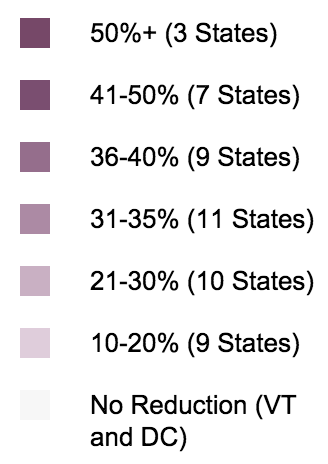 50%+ (3 States)
41-50% (7 States)
36-40% (9 States)
31-35% (11 States)
21-30% (10 States)
10-20% (9 States)
No Reduction (VT
and DC)